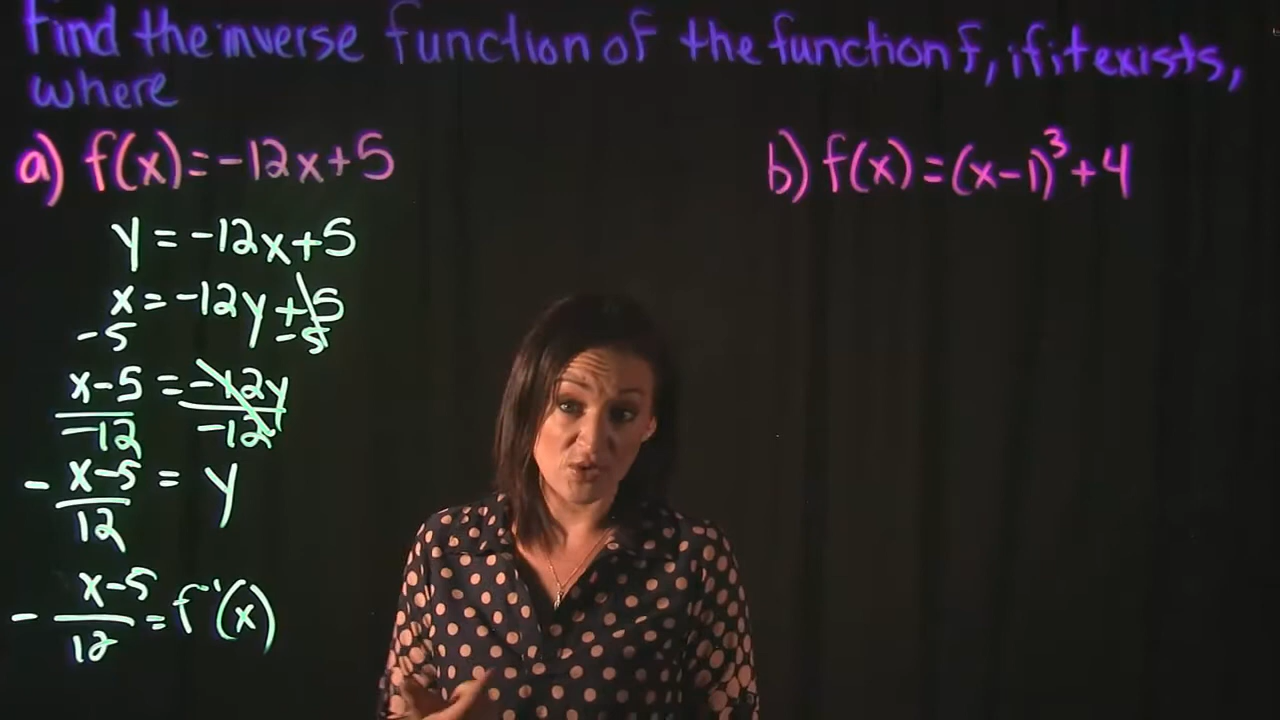 Find the inverse function of the function f, if it exists,
where
a) f(x)=-12x+5
y=-12x+5
x=-12y+5
-5 -5
x-5=-12y
-12 -12
- x-5 = y
12
- x-5 = f⁻¹(x)
12
b) f(x)=(x-1)³+4